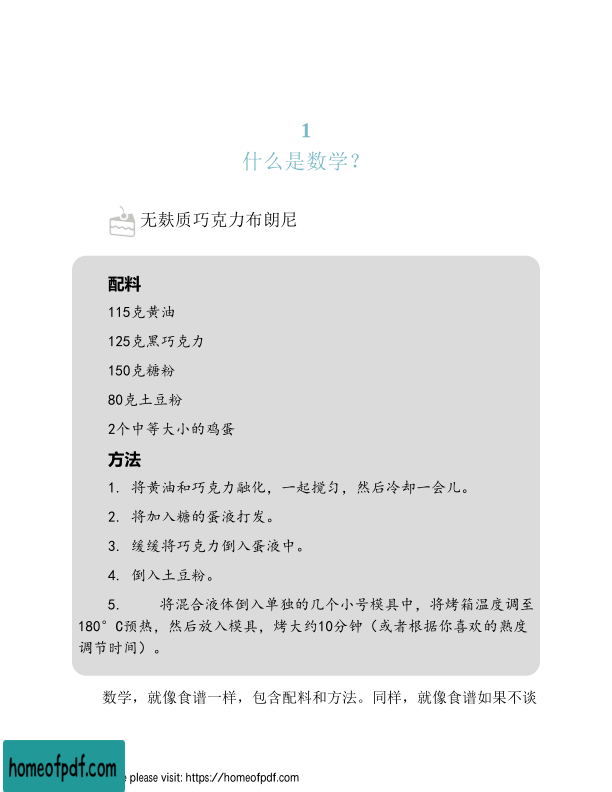 1
什么是数学？
无麸质巧克力布朗尼
配料
115克黄油
125克黑巧克力
150克糖粉
80克土豆粉
2个中等大小的鸡蛋
方法
1. 将黄油和巧克力融化，一起搅匀，然后冷却一会儿。
2. 将加入糖的蛋液打发。
3. 缓缓将巧克力倒入蛋液中。
4. 倒入土豆粉。
5. 将混合液体倒入单独的几个小号模具中，将烤箱温度调至
180°C预热，然后放入模具，烤大约10分钟（或者根据你喜欢的熟度
调节时间）。
数学，就像食谱一样，包含配料和方法。同样，就像食谱如果不谈
homeofpdf.com
please visit: https://homeofpdf.com